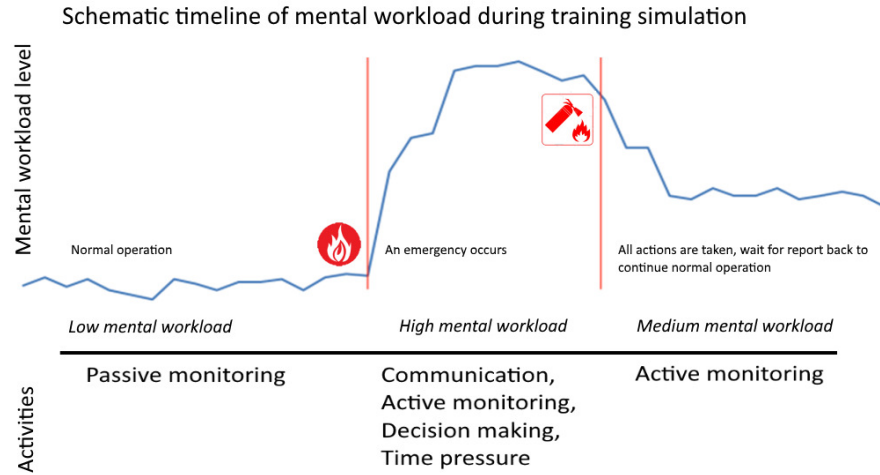 Schematic timeline of mental workload during training simulation
Mental workload level
Normal operation
An emergency occurs
All actions are taken, wait for report back to
continue normal operation
Low mental workload
High mental workload
Medium mental workload
Activities
Passive monitoring
Communication,
Active monitoring,
Decision making,
Time pressure
Active monitoring